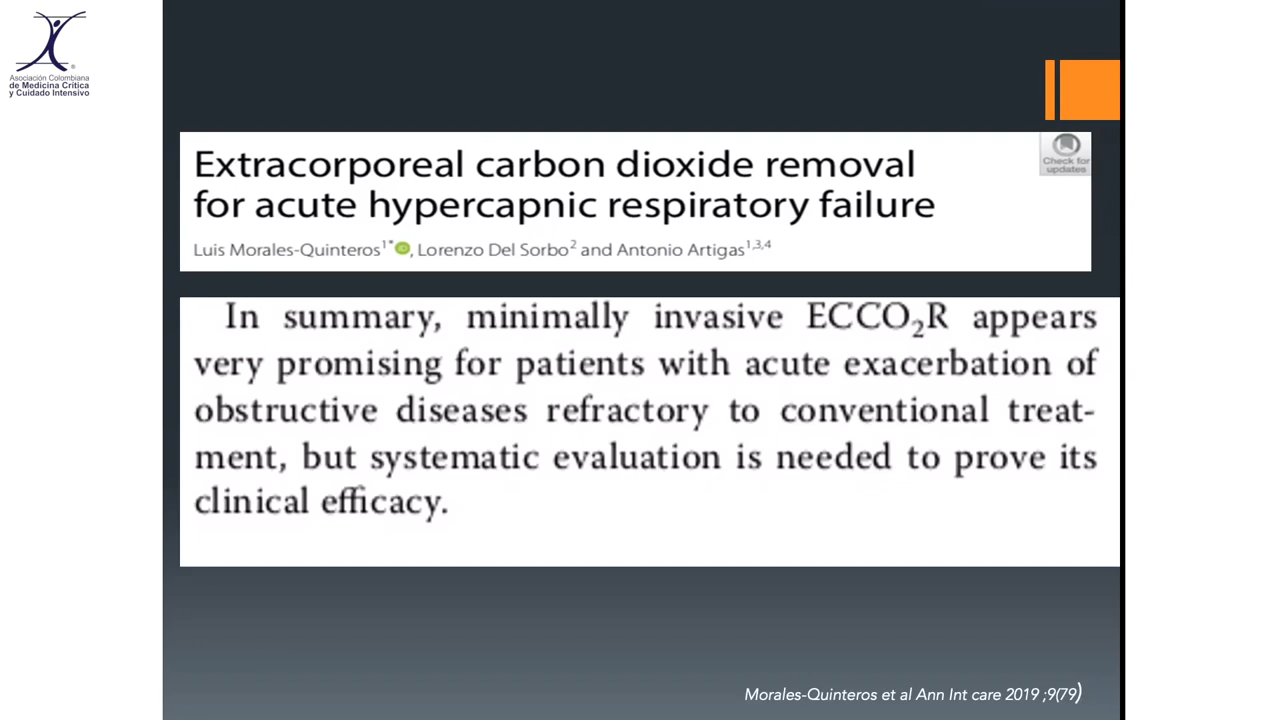 Asociación Colombiana
de Medicina Crítica
y Cuidado Intensivo
Extracorporeal carbon dioxide removal
for acute hypercapnic respiratory failure
Check for
updates
Luis Morales-Quinteros1* iD, Lorenzo Del Sorbo2 and Antonio Artigas1,3,4
In summary, minimally invasive ECCO2R appears
very promising for patients with acute exacerbation of
obstructive diseases refractory to conventional treat-
ment, but systematic evaluation is needed to prove its
clinical efficacy.
Morales-Quinteros et al Ann Int care 2019 ;9(79)